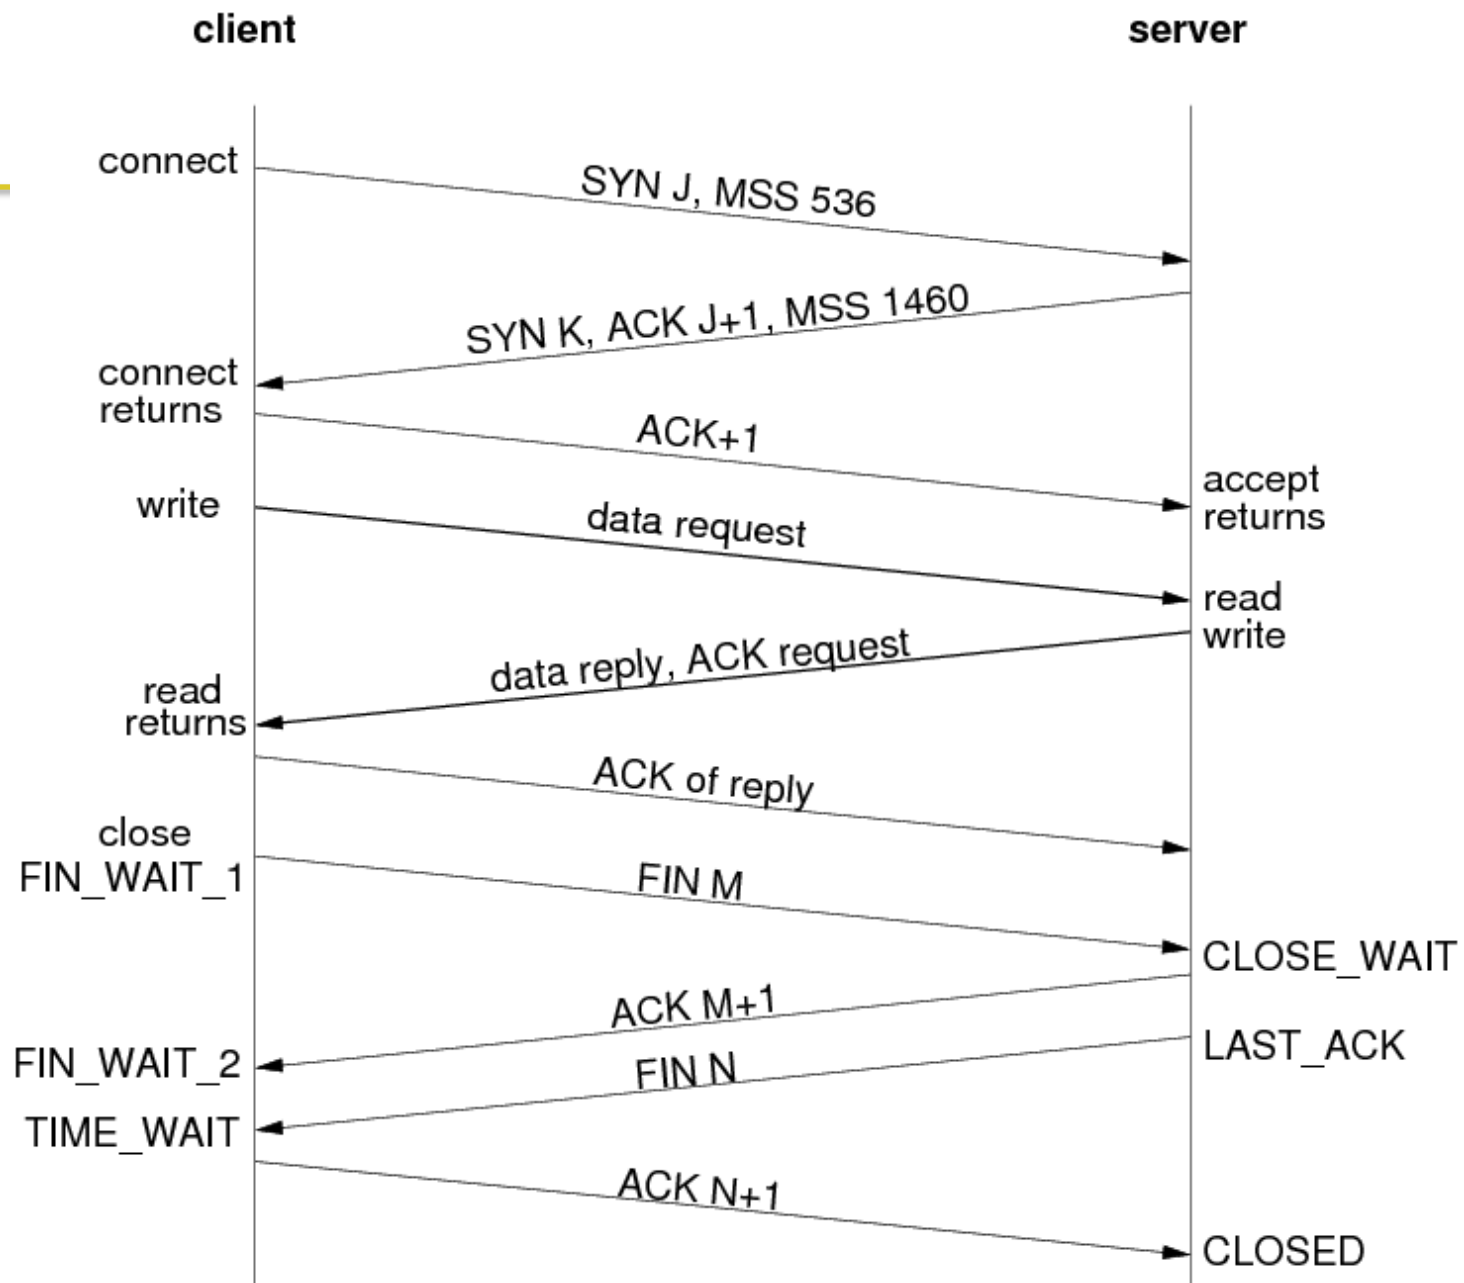 client
server
connect
SYN J, MSS 536
SYN K, ACK J+1, MSS 1460
connect
returns
ACK+1
accept
returns
write
data request
read
write
data reply, ACK request
read
returns
ACK of reply
close
FIN_WAIT_1
FIN M
CLOSE_WAIT
ACK M+1
LAST_ACK
FIN_WAIT_2
FIN N
TIME_WAIT
ACK N+1
CLOSED